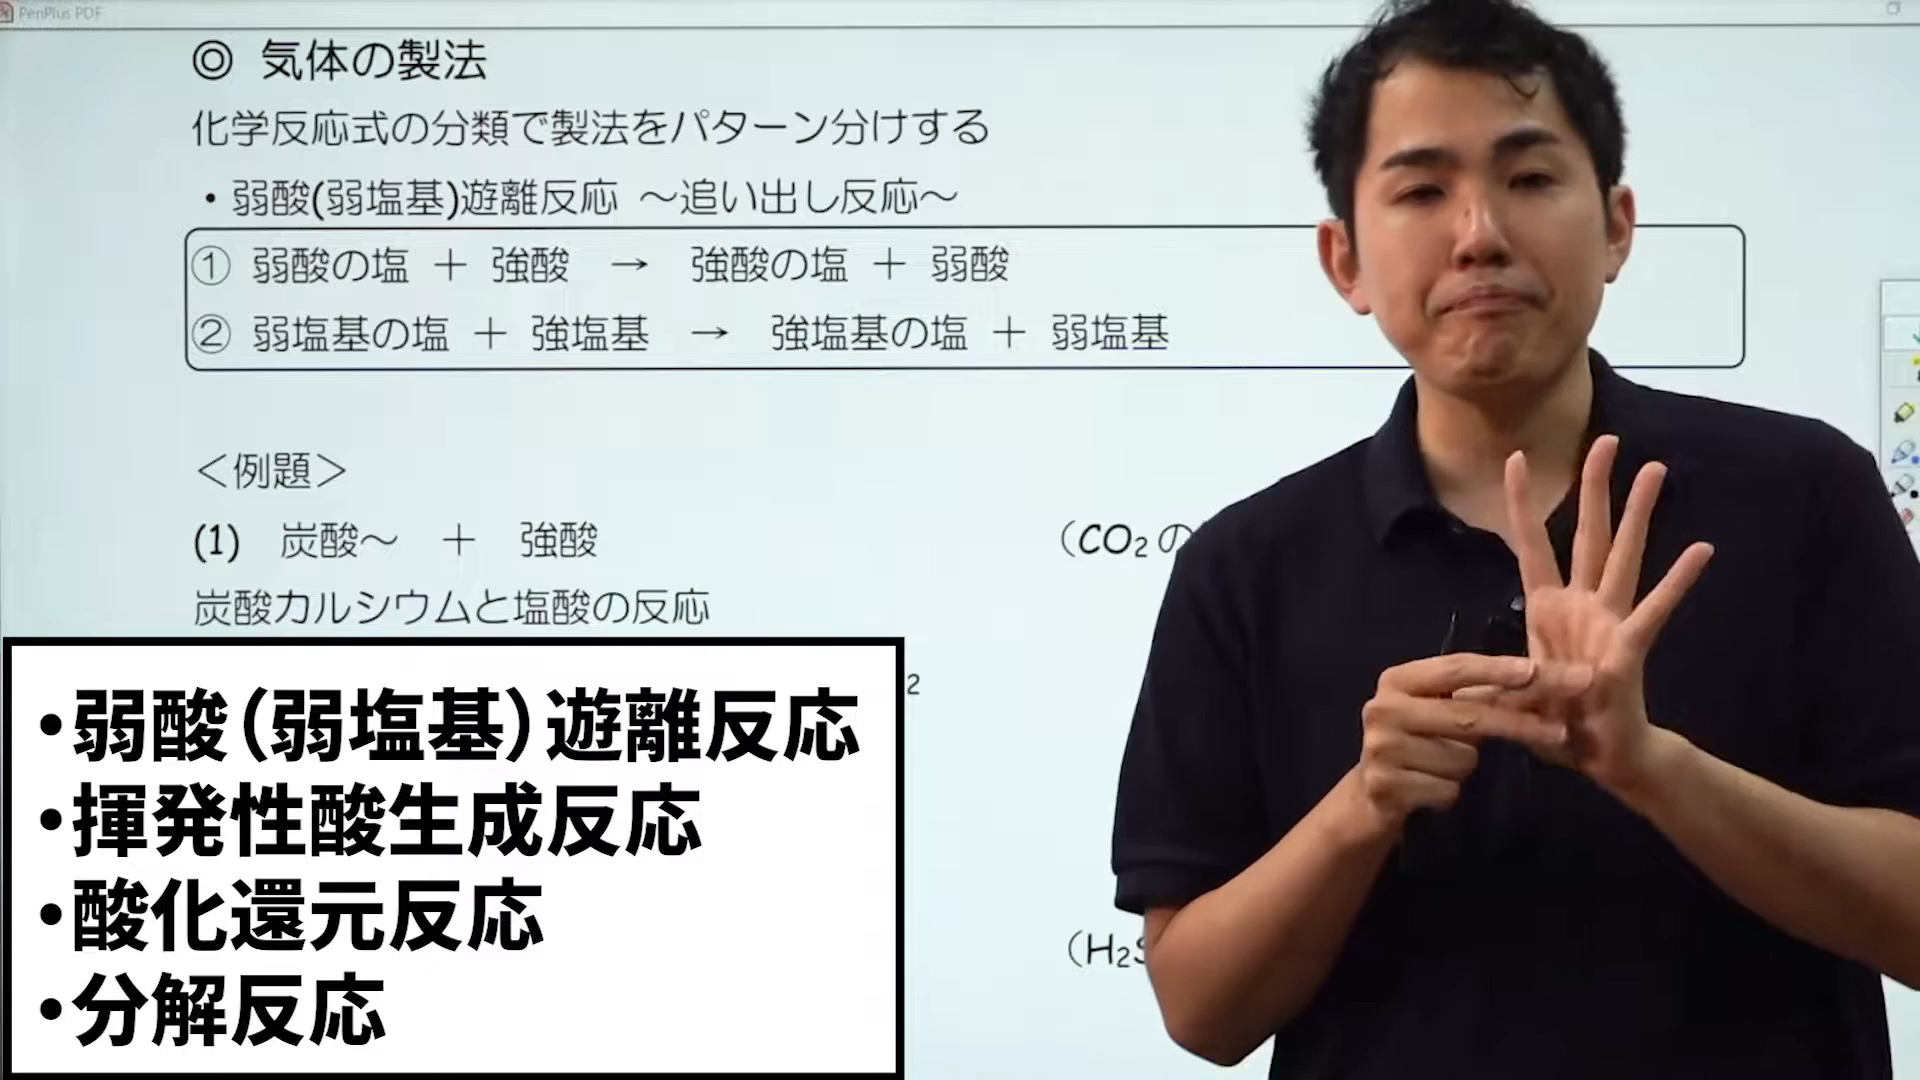 PenPlus PDF
◎ 気体の製法
化学反応式の分類で製法をパターン分けする
・弱酸(弱塩基)遊離反応 ～追い出し反応～
① 弱酸の塩 ＋ 強酸 → 強酸の塩 ＋ 弱酸
② 弱塩基の塩 ＋ 強塩基 → 強塩基の塩 ＋ 弱塩基
＜例題＞
(1) 炭酸～ ＋ 強酸 （CO₂の
炭酸カルシウムと塩酸の反応
₂
・弱酸（弱塩基）遊離反応
・揮発性酸生成反応
・酸化還元反応
（H₂S
・分解反応